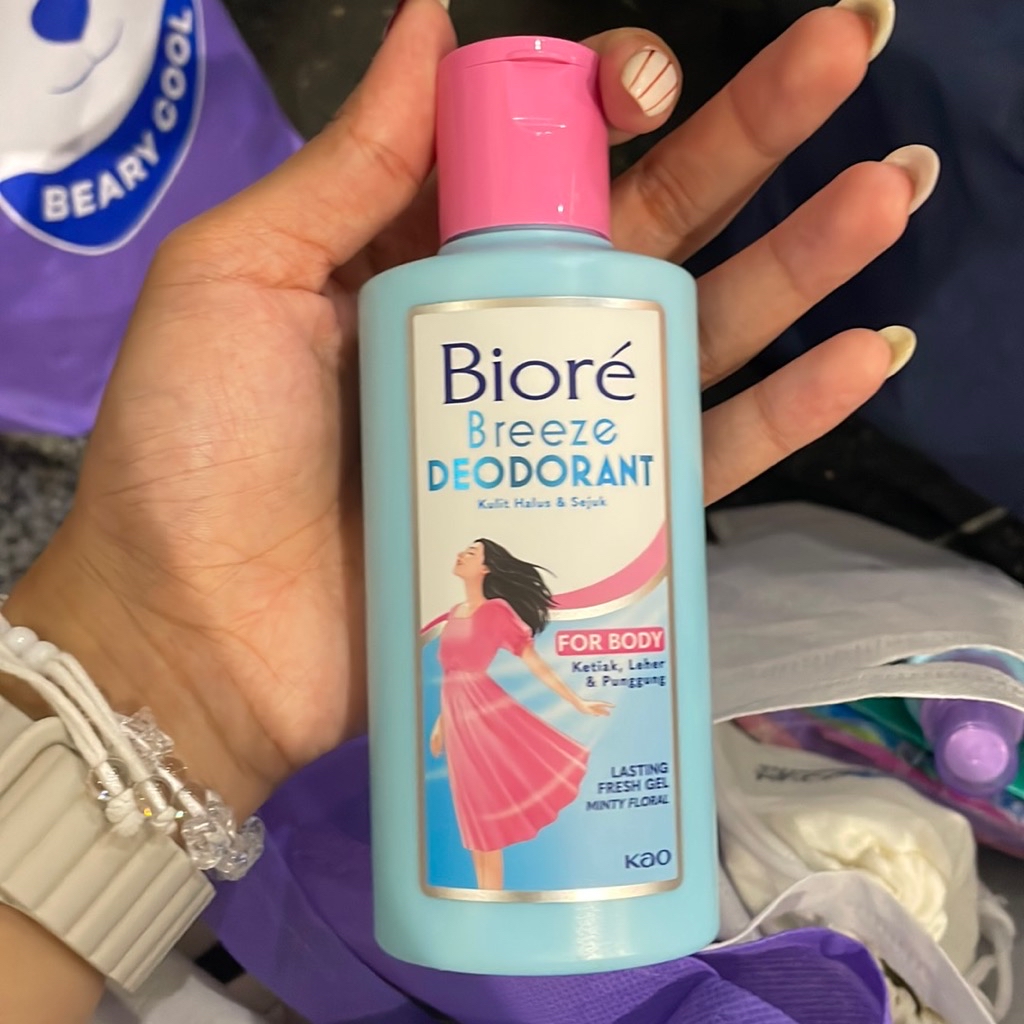 BEARY COOL
Bioré
Breeze
DEODORANT
Kulit Halus & Sejuk
FOR BODY
Ketiak, Leher
& Punggung
LASTING
FRESH GEL
MINTY FLORAL
Kao